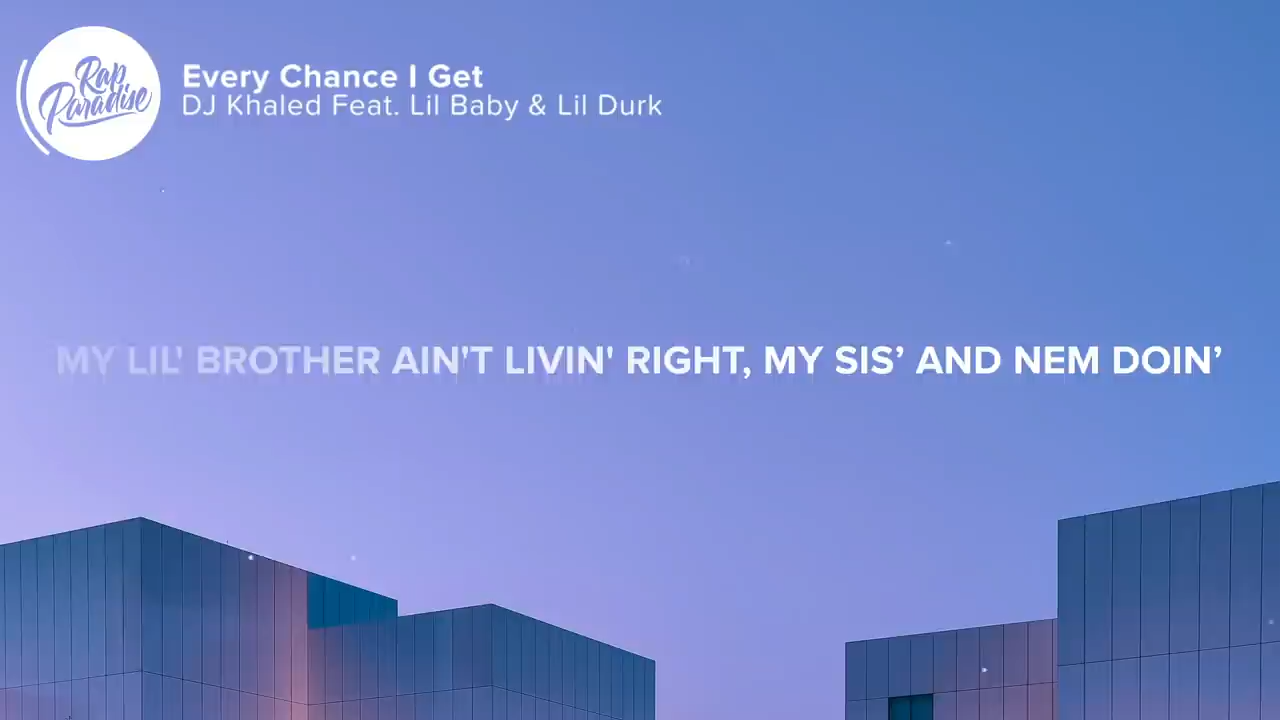 Rap
Paradise
Every Chance I Get
DJ Khaled Feat. Lil Baby & Lil Durk
MY LIL' BROTHER AIN'T LIVIN' RIGHT, MY SIS’ AND NEM DOIN’